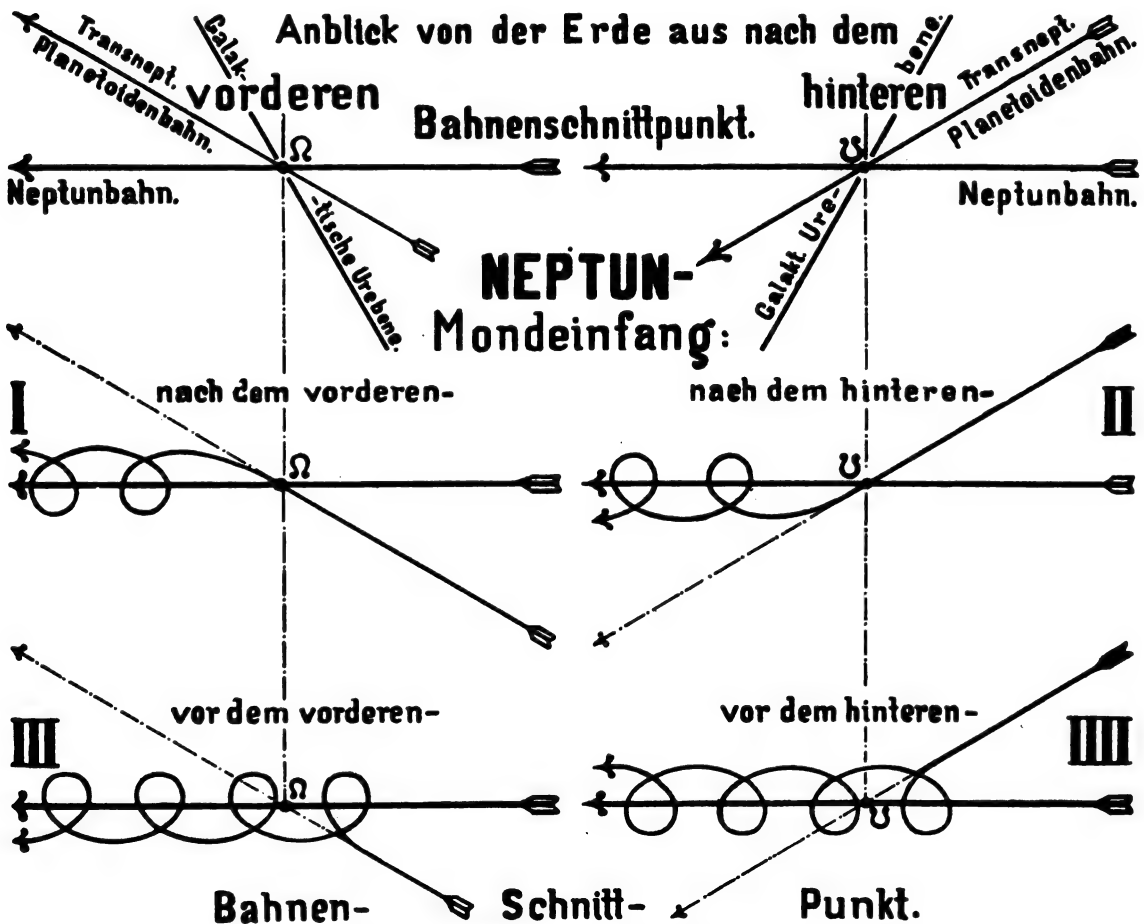 Anblick von der Erde aus nach dem
Transnept.
Planetoidenbahn.
Galak-
vorderen
hinteren
bene.
Transnept.
Planetoidenbahn.
Bahnenschnittpunkt.
Ω
℧
Neptunbahn.
Neptunbahn.
-tische Urebene.
Galakt. Ure-
NEPTUN-
Mondeinfang:
I
nach dem vorderen-
nach dem hinteren-
II
Ω
℧
III
vor dem vorderen-
vor dem hinteren-
IIII
Ω
℧
Bahnen- Schnitt- Punkt.